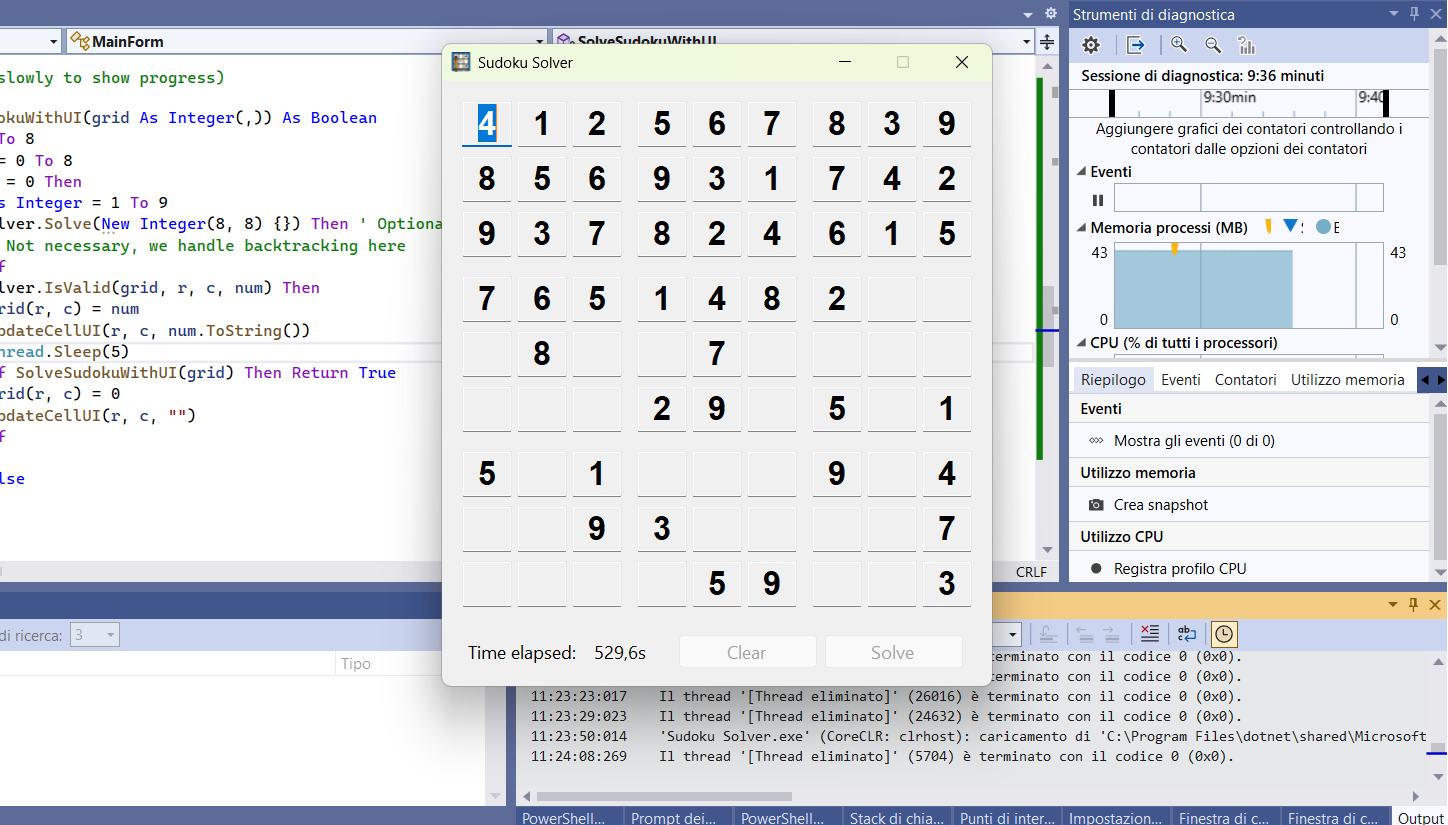 Strumenti di diagnostica
MainForm
SolveSudokuWithUI
slowly to show progress)
okuWithUI(grid As Integer(,)) As Boolean
To 8
= 0 To 8
= 0 Then
s Integer = 1 To 9
lver.Solve(New Integer(8, 8) {}) Then ' Optiona
Not necessary, we handle backtracking here
f
lver.IsValid(grid, r, c, num) Then
rid(r, c) = num
pdateCellUI(r, c, num.ToString())
hread.Sleep(5)
f SolveSudokuWithUI(grid) Then Return True
rid(r, c) = 0
pdateCellUI(r, c, "")
f
lse
CRLF
Sudoku Solver
4 1 2 5 6 7 8 3 9
8 5 6 9 3 1 7 4 2
9 3 7 8 2 4 6 1 5
7 6 5 1 4 8 2
8 7
2 9 5 1
5 1 9 4
9 3 7
5 9 3
Time elapsed: 529,6s Clear Solve
Sessione di diagnostica: 9:36 minuti
9:30min 9:40
Aggiungere grafici dei contatori controllando i
contatori dalle opzioni dei contatori
Eventi
Memoria processi (MB)
43 43
0 0
CPU (% di tutti i processori)
Riepilogo Eventi Contatori Utilizzo memoria
Eventi
Mostra gli eventi (0 di 0)
Utilizzo memoria
Crea snapshot
Utilizzo CPU
Registra profilo CPU
di ricerca: 3
Tipo
terminato con il codice 0 (0x0).
terminato con il codice 0 (0x0).
11:23:23:017 Il thread '[Thread eliminato]' (26016) è terminato con il codice 0 (0x0).
11:23:29:023 Il thread '[Thread eliminato]' (24632) è terminato con il codice 0 (0x0).
11:23:50:014 'Sudoku Solver.exe' (CoreCLR: clrhost): caricamento di 'C:\Program Files\dotnet\shared\Microsoft
11:24:08:269 Il thread '[Thread eliminato]' (5704) è terminato con il codice 0 (0x0).
PowerShell... Prompt dei... PowerShell... Stack di chia... Punti di inter... Impostazion... Finestra di c... Finestra di c... Output